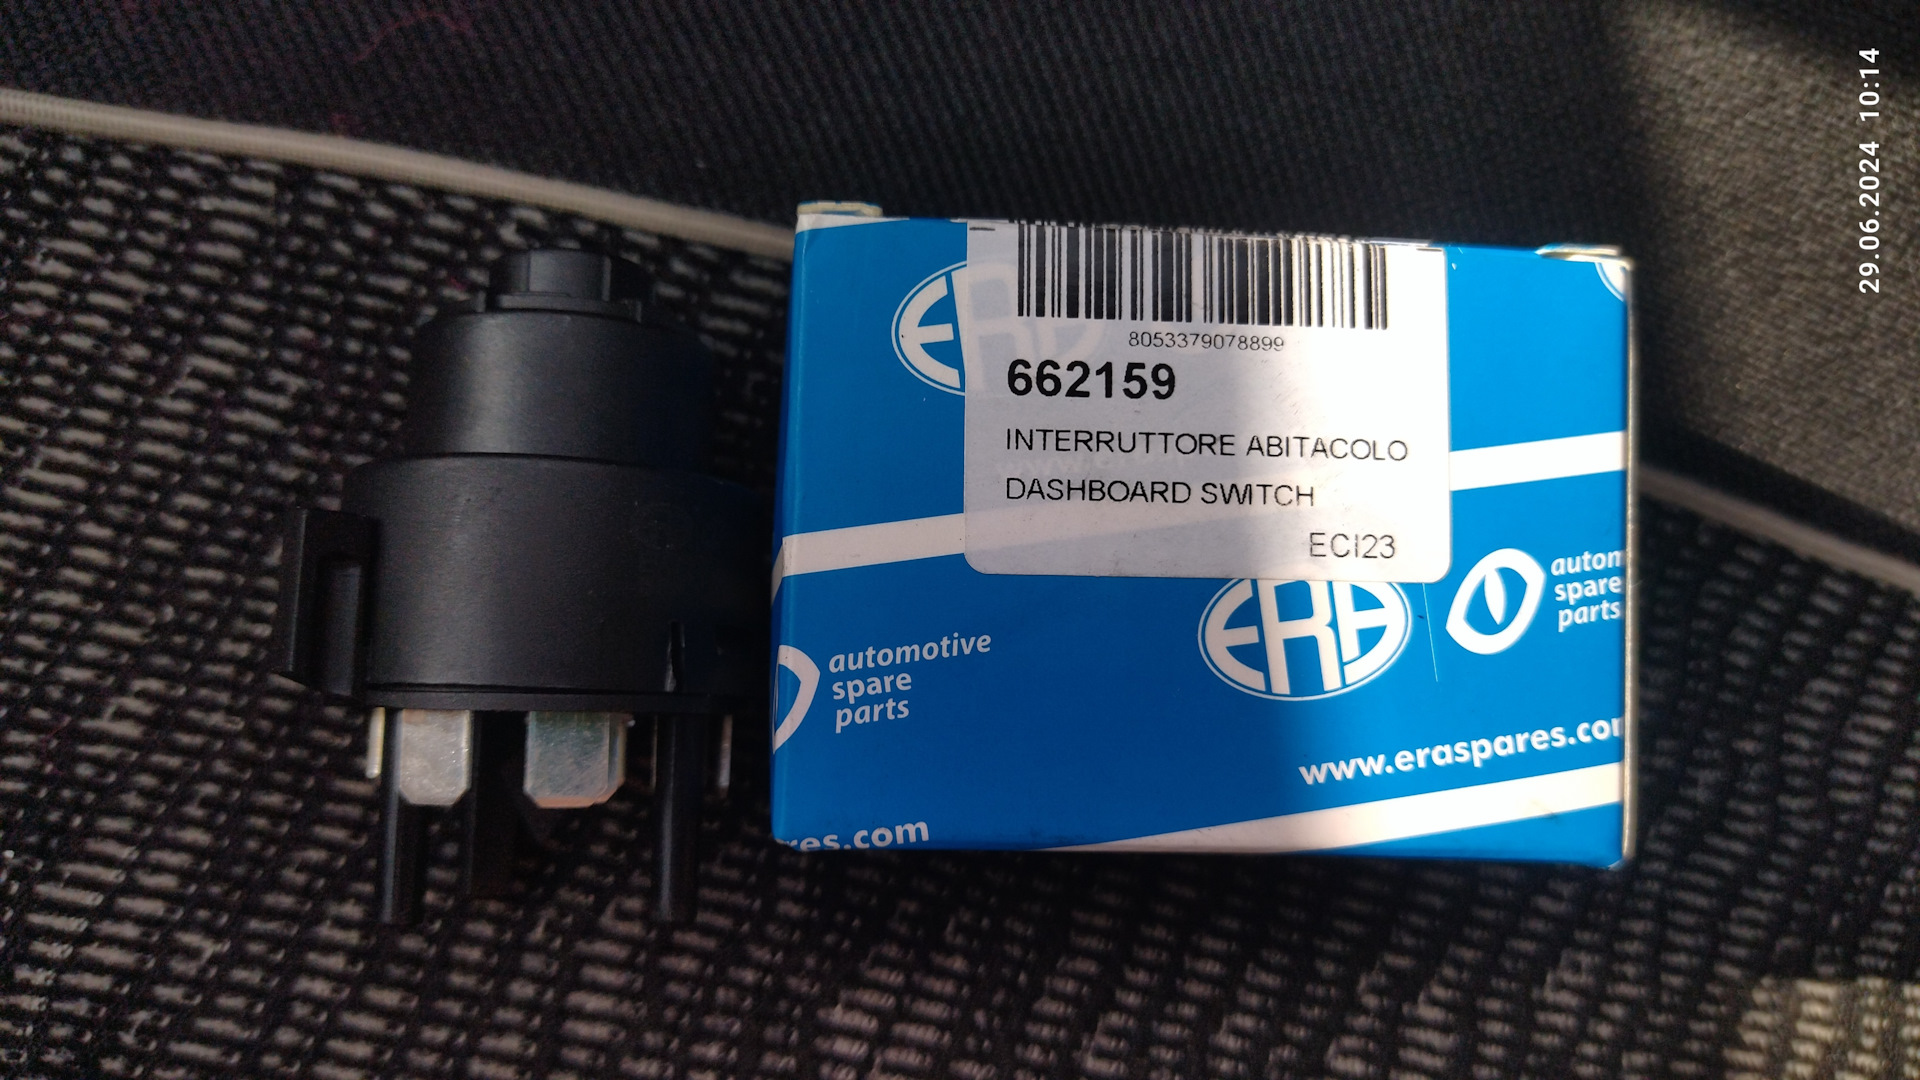 29.06.2024 10:14
ERA
8053379078899
662159
INTERRUTTORE ABITACOLO
DASHBOARD SWITCH
ECI23
ERA
autom
spare
parts
automotive
spare
parts
www.eraspares.com
res.com